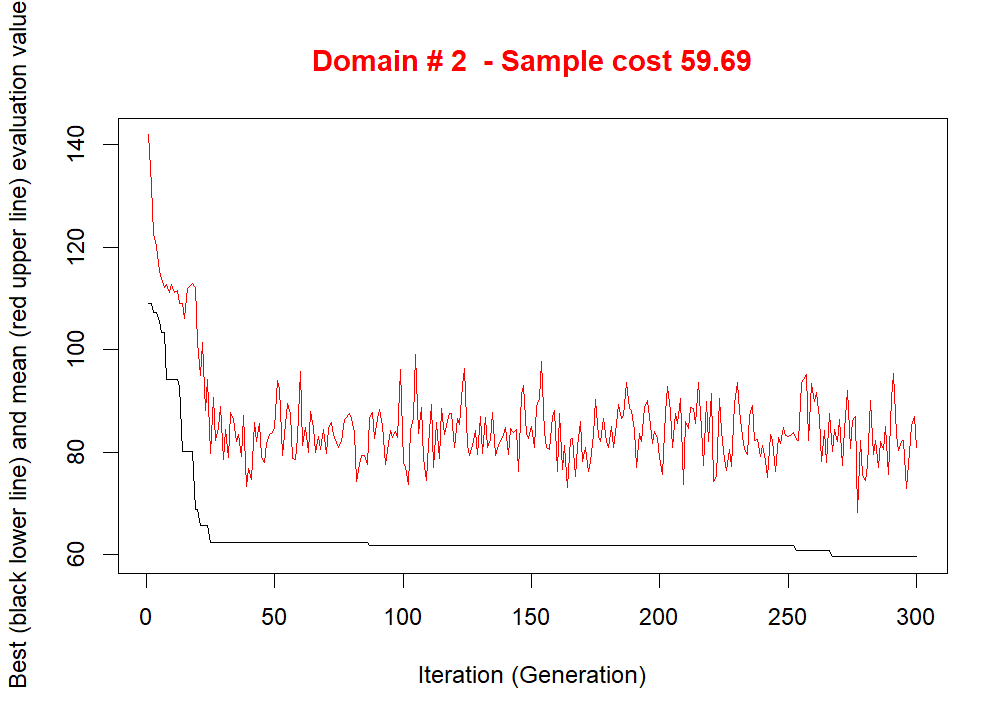 Domain # 2  - Sample cost 59.69
Best (black lower line) and mean (red upper line) evaluation value
140
120
100
80
60
0 50 100 150 200 250 300
Iteration (Generation)